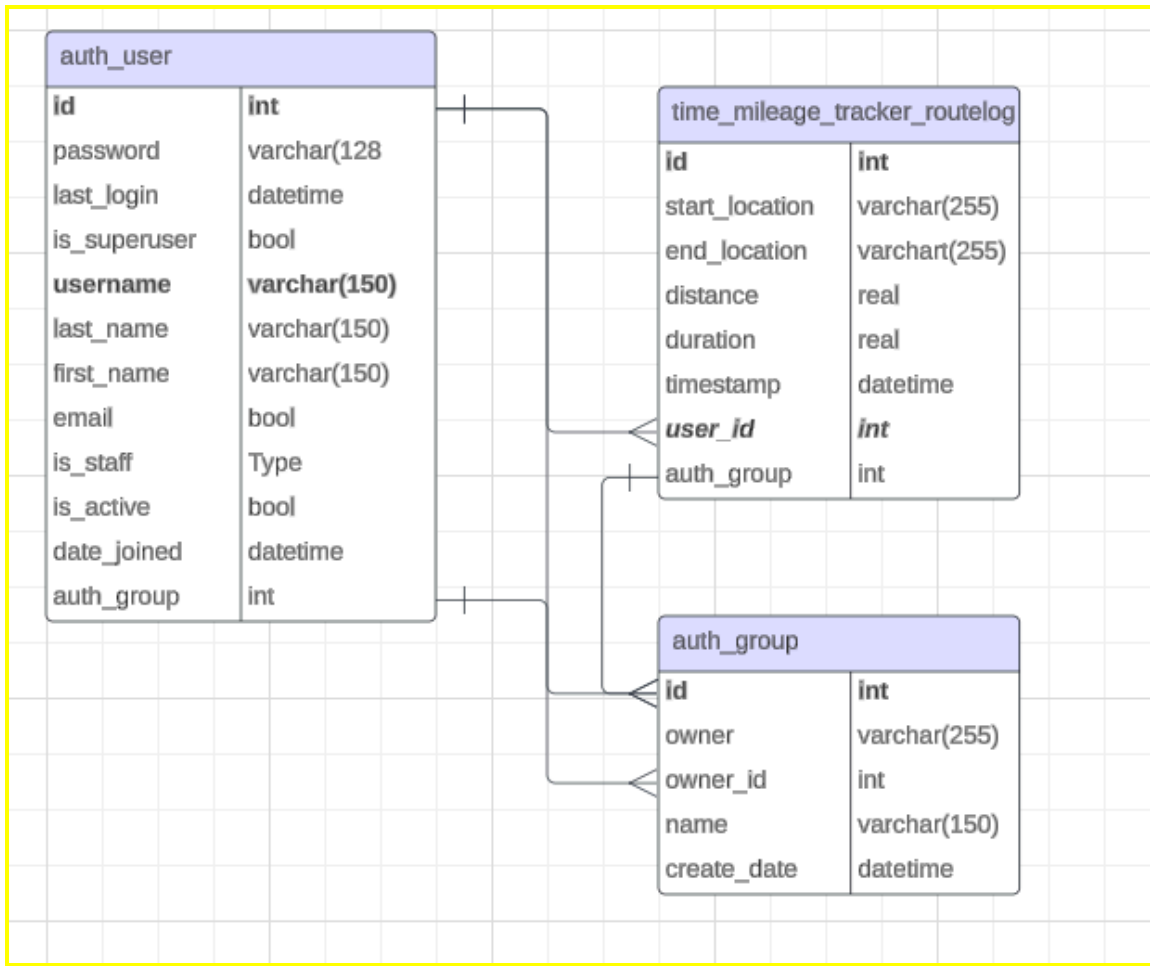 auth_user
id int
password varchar(128
last_login datetime
is_superuser bool
username varchar(150)
last_name varchar(150)
first_name varchar(150)
email bool
is_staff Type
is_active bool
date_joined datetime
auth_group int
time_mileage_tracker_routelog
id int
start_location varchar(255)
end_location varchart(255)
distance real
duration real
timestamp datetime
user_id int
auth_group int
auth_group
id int
owner varchar(255)
owner_id int
name varchar(150)
create_date datetime